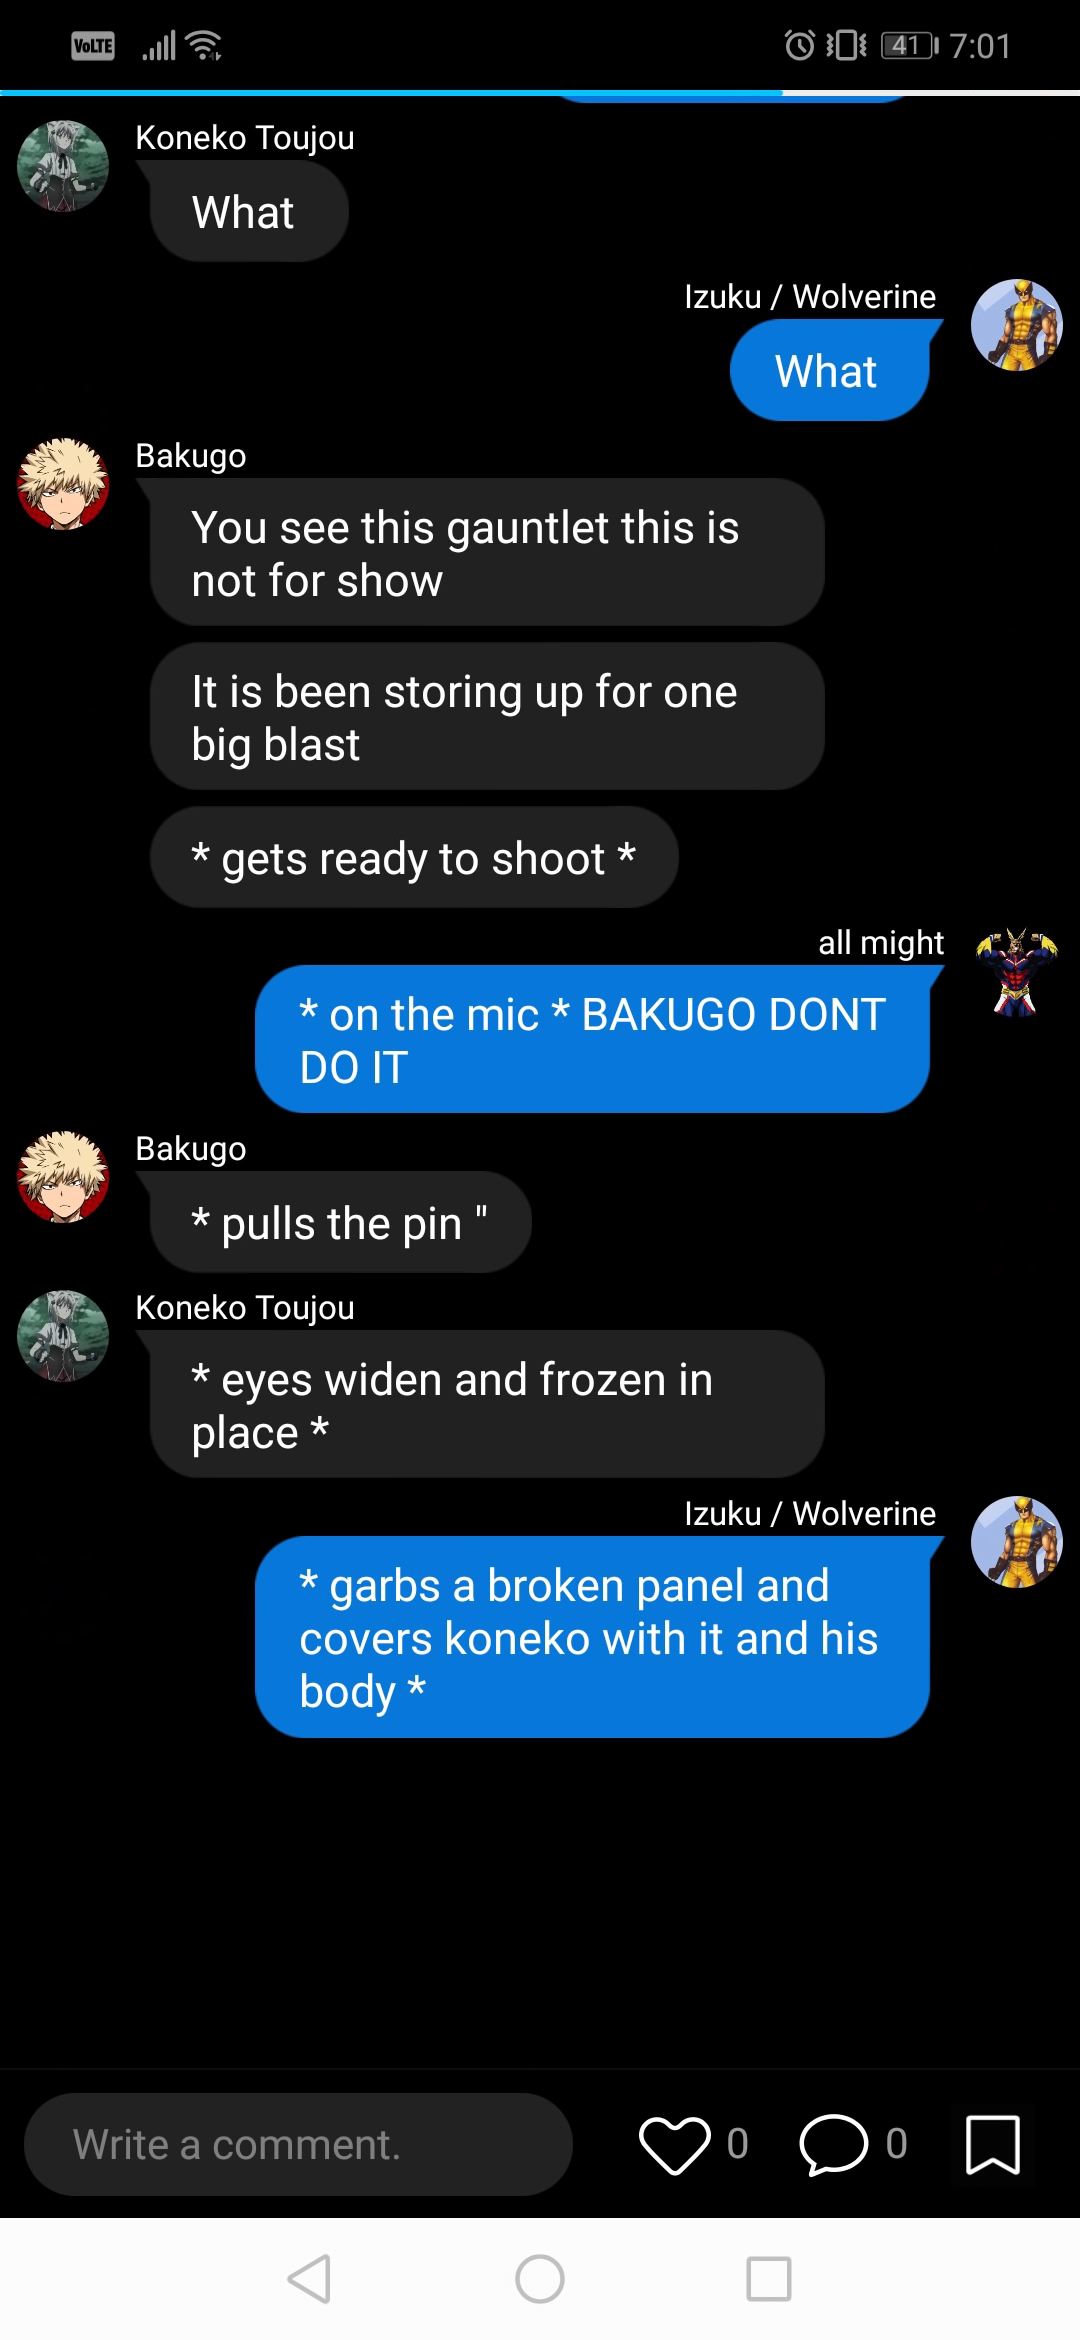 VoLTE 41 7:01
Koneko Toujou
What
Izuku / Wolverine
What
Bakugo
You see this gauntlet this is
not for show
It is been storing up for one
big blast
* gets ready to shoot *
all might
* on the mic * BAKUGO DONT
DO IT
Bakugo
* pulls the pin "
Koneko Toujou
* eyes widen and frozen in
place *
Izuku / Wolverine
* garbs a broken panel and
covers koneko with it and his
body *
Write a comment. 0 0